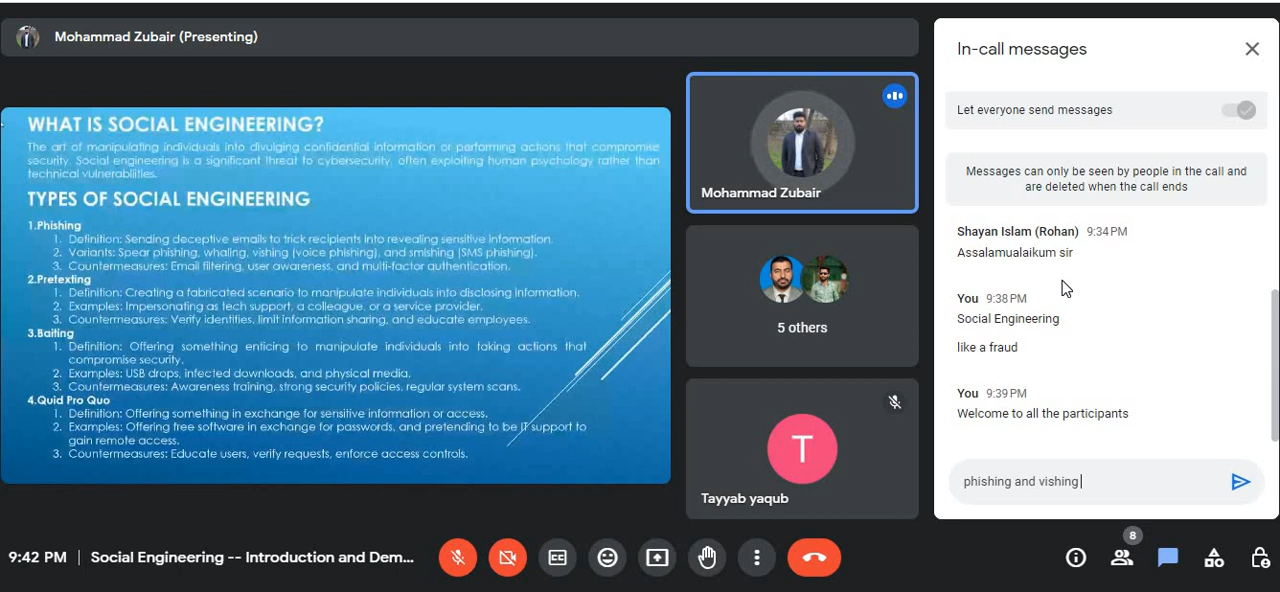 Mohammad Zubair (Presenting)
WHAT IS SOCIAL ENGINEERING?
The art of manipulating individuals into divulging confidential information or performing actions that compromise
security. Social engineering is a significant threat to cybersecurity, often exploiting human psychology rather than
technical vulnerabilities.
TYPES OF SOCIAL ENGINEERING
1.Phishing
1. Definition: Sending deceptive emails to trick recipients into revealing sensitive information.
2. Variants: Spear phishing, whaling, vishing (voice phishing), and smishing (SMS phishing).
3. Countermeasures: Email filtering, user awareness, and multi-factor authentication.
2.Pretexting
1. Definition: Creating a fabricated scenario to manipulate individuals into disclosing information.
2. Examples: Impersonating as tech support, a colleague, or a service provider.
3. Countermeasures: Verify identities, limit information sharing, and educate employees.
3.Baiting
1. Definition: Offering something enticing to manipulate individuals into taking actions that
compromise security.
2. Examples: USB drops, infected downloads, and physical media.
3. Countermeasures: Awareness training, strong security policies, regular system scans.
4.Quid Pro Quo
1. Definition: Offering something in exchange for sensitive information or access.
2. Examples: Offering free software in exchange for passwords, and pretending to be IT support to
gain remote access.
3. Countermeasures: Educate users, verify requests, enforce access controls.
Mohammad Zubair
5 others
T
Tayyab yaqub
In-call messages
Let everyone send messages
Messages can only be seen by people in the call and
are deleted when the call ends
Shayan Islam (Rohan) 9:34 PM
Assalamualaikum sir
You 9:38 PM
Social Engineering
like a fraud
You 9:39 PM
Welcome to all the participants
phishing and vishing
9:42 PM | Social Engineering -- Introduction and Dem...
8